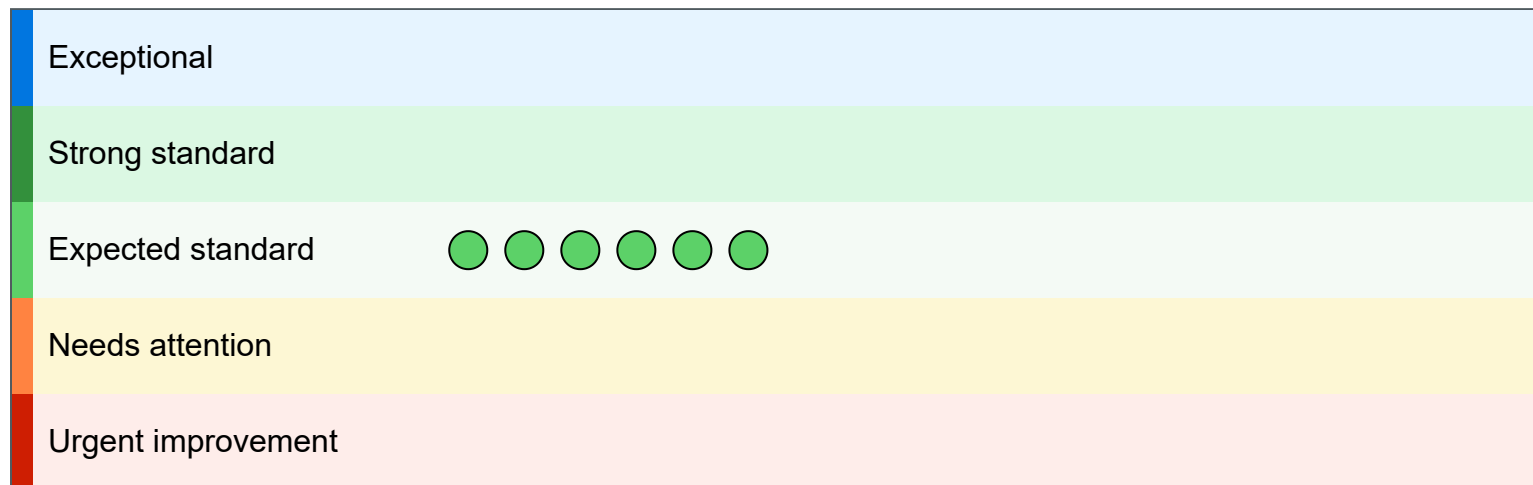 Exceptional
Strong standard
Expected standard
Needs attention
Urgent improvement